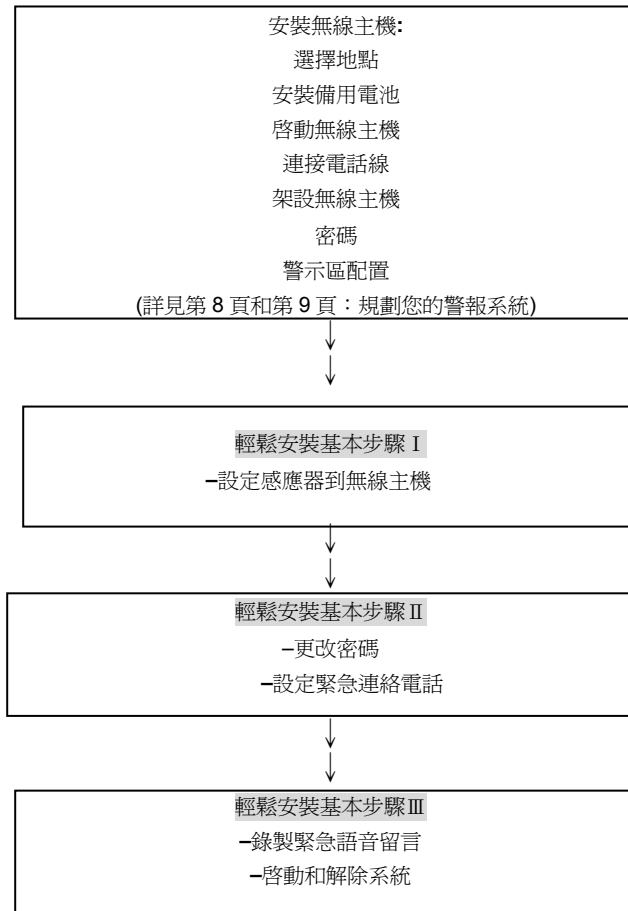 安裝無線主機:
選擇地點
安裝備用電池
啓動無線主機
連接電話線
架設無線主機
密碼
警示區配置
(詳見第 8 頁和第 9 頁：規劃您的警報系統)
輕鬆安裝基本步驟 I
–設定感應器到無線主機
輕鬆安裝基本步驟 II
–更改密碼
–設定緊急連絡電話
輕鬆安裝基本步驟 III
–錄製緊急語音留言
–啓動和解除系統